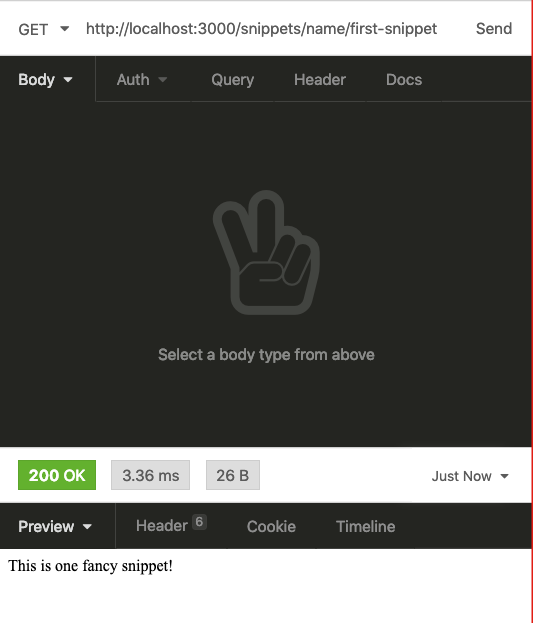 GET http://localhost:3000/snippets/name/first-snippet Send
Body Auth Query Header Docs
Select a body type from above
200 OK 3.36 ms 26 B Just Now
Preview Header 6 Cookie Timeline
This is one fancy snippet!